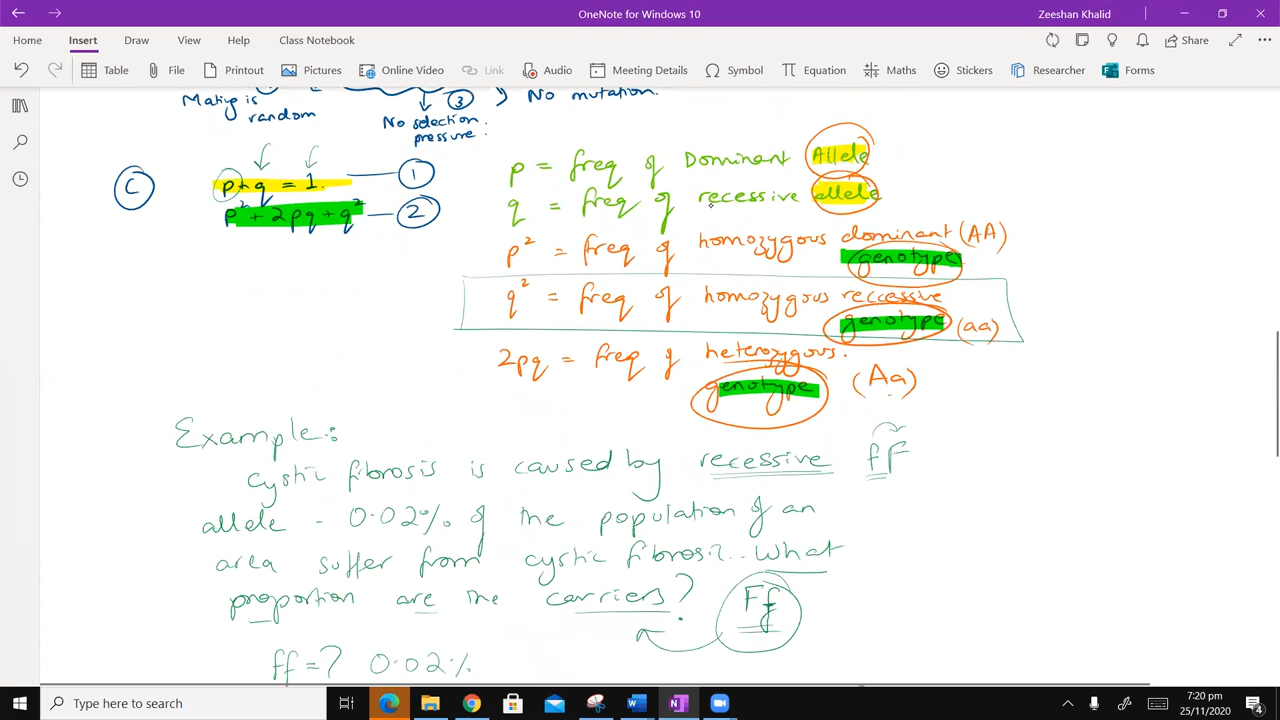 OneNote for Windows 10
Zeeshan Khalid
Home Insert Draw View Help Class Notebook
Share
Table File Printout Pictures Online Video Link Audio Meeting Details Symbol Equation Maths Stickers Researcher Forms
Mating is random
No selection pressure.
3
No mutation.
C
p+q = 1. 1
p² + 2pq + q² 2
p = freq of Dominant Allele
q = freq of recessive allele
p² = freq of homozygous dominant (AA)
genotype
q² = freq of homozygous reccessive
genotype (aa)
2pq = freq of heterozygous.
genotype (Aa)
Example:
Cystic fibrosis is caused by recessive ff
allele - 0.02% of the population of an
area suffer from cystic fibrosis. What
proportion are the carriers? Ff
ff = ? 0.02%
Type here to search
7:20 pm
25/11/2020
4